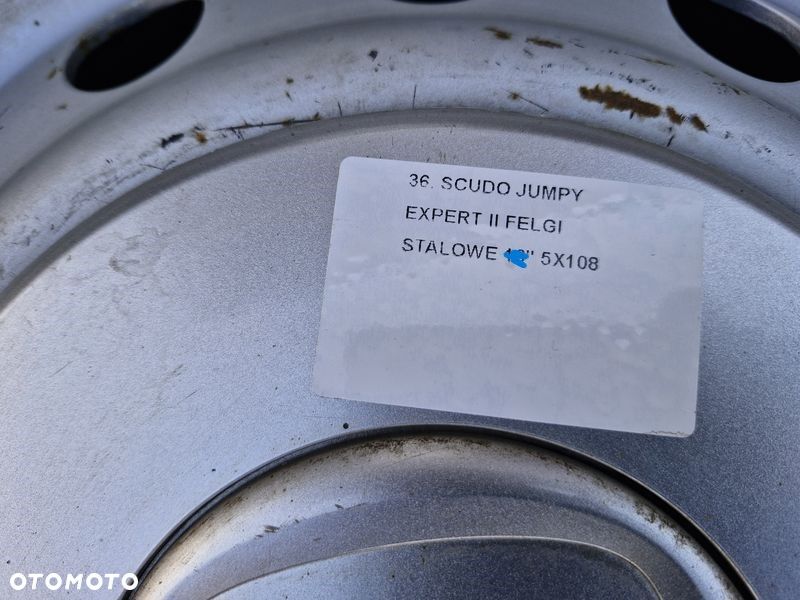 36. SCUDO JUMPY
EXPERT II FELGI
STALOWE 5X108
OTOMOTO